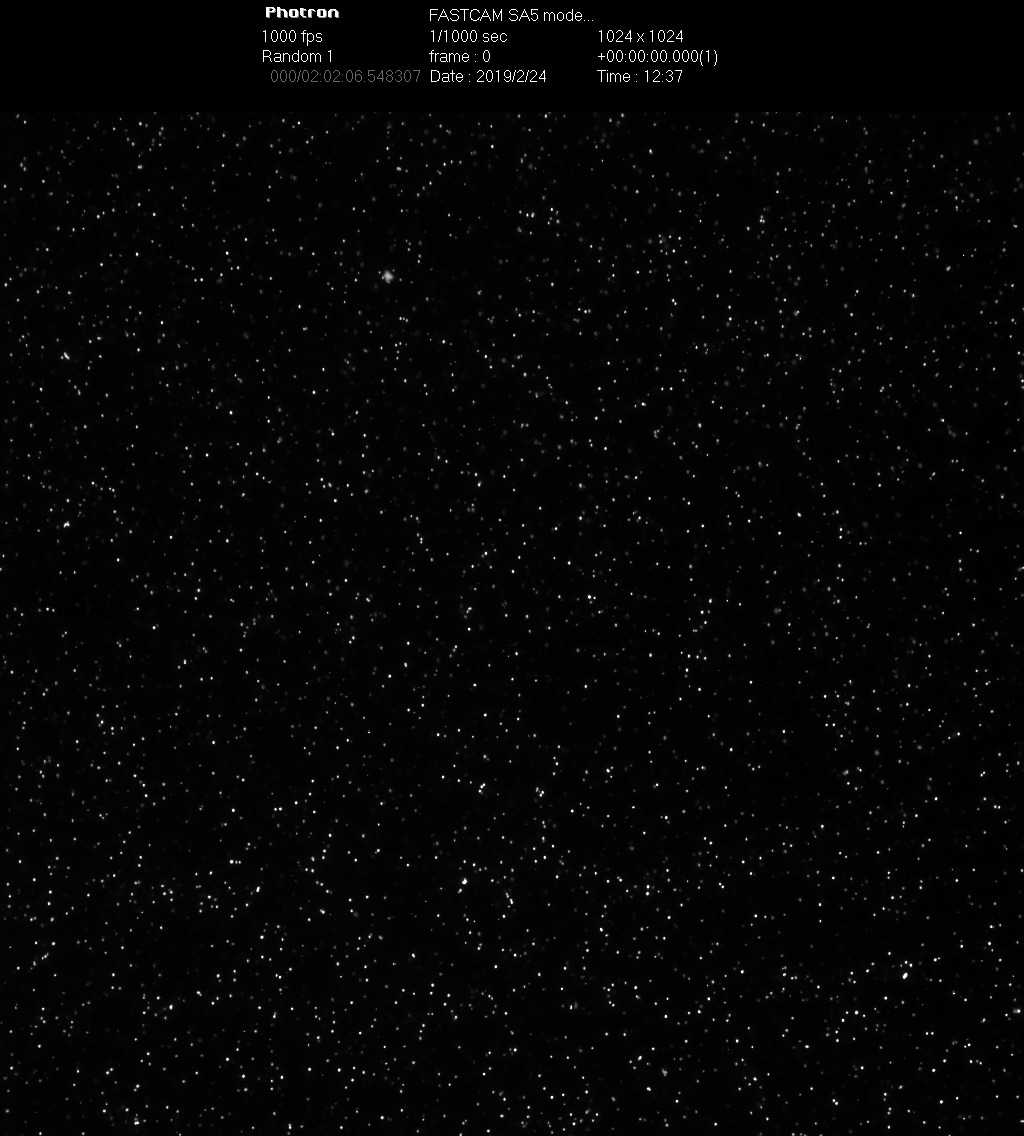 Photron FASTCAM SA5 mode...
1000 fps 1/1000 sec 1024 x 1024
Random 1 frame : 0 +00:00:00.000(1)
000/02:02:06.548307 Date : 2019/2/24 Time : 12:37